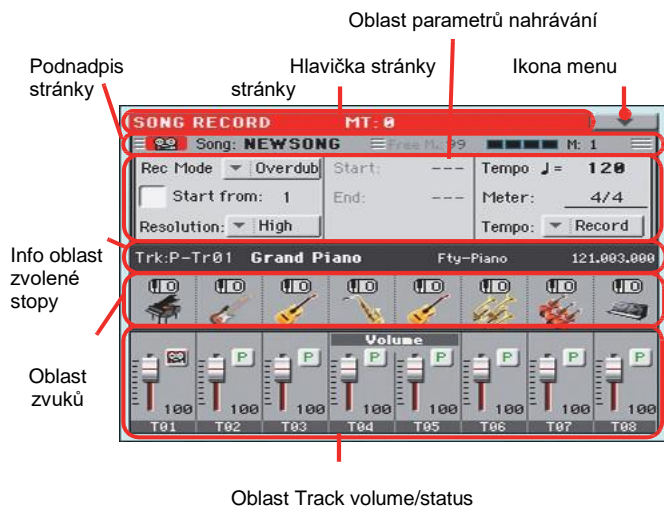 Oblast parametrů nahrávání
Podnadpis
stránky
stránky
Hlavička stránky
Ikona menu
SONG RECORD MT: 0
Song: NEWSONG Free M.: 99 M: 1
Rec Mode Overdub Start: --- Tempo ♩= 120
Start from: 1 End: --- Meter: 4/4
Resolution: High Tempo: Record
Info oblast
zvolené
stopy
Trk:P-Tr01 Grand Piano Fty-Piano 121.003.000
Oblast
zvuků
Volume
P P P P P P P
100 100 100 100 100 100 100 100
T01 T02 T03 T04 T05 T06 T07 T08
Oblast Track volume/status